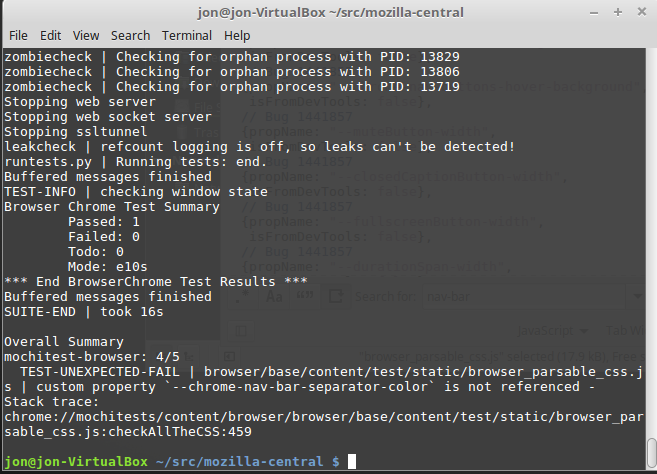 jon@jon-VirtualBox ~/src/mozilla-central
File Edit View Search Terminal Help
zombiecheck | Checking for orphan process with PID: 13829
zombiecheck | Checking for orphan process with PID: 13806
zombiecheck | Checking for orphan process with PID: 13719
Stopping web server
Stopping web socket server
Stopping ssltunnel
leakcheck | refcount logging is off, so leaks can't be detected!
runtests.py | Running tests: end.
Buffered messages finished
TEST-INFO | checking window state
Browser Chrome Test Summary
Passed: 1
Failed: 0
Todo: 0
Mode: e10s
*** End BrowserChrome Test Results ***
Buffered messages finished
SUITE-END | took 16s
Overall Summary
mochitest-browser: 4/5
TEST-UNEXPECTED-FAIL | browser/base/content/test/static/browser_parsable_css.j
s | custom property `--chrome-nav-bar-separator-color` is not referenced -
Stack trace:
chrome://mochitests/content/browser/browser/base/content/test/static/browser_par
sable_css.js:checkAllTheCSS:459
jon@jon-VirtualBox ~/src/mozilla-central $